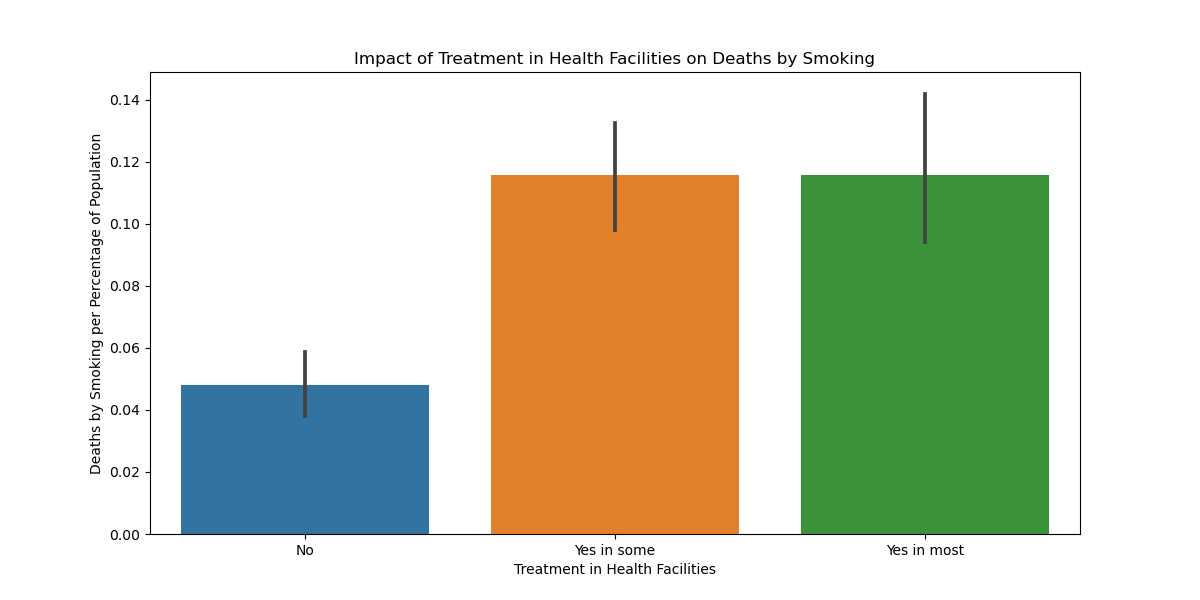 Impact of Treatment in Health Facilities on Deaths by Smoking
Deaths by Smoking per Percentage of Population
0.14
0.12
0.10
0.08
0.06
0.04
0.02
0.00
No
Yes in some
Yes in most
Treatment in Health Facilities